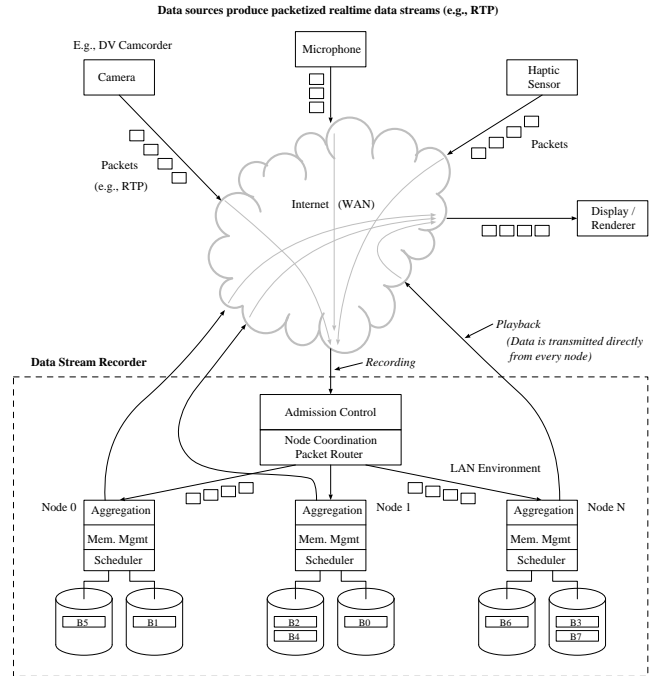 Data sources produce packetized realtime data streams (e.g., RTP)
E.g., DV Camcorder
Camera
Microphone
Haptic
Sensor
Packets
(e.g., RTP)
Packets
Internet (WAN)
Display /
Renderer
Playback
(Data is transmitted directly
from every node)
Data Stream Recorder
Recording
Admission Control
Node Coordination
Packet Router
LAN Environment
Node 0
Aggregation
Mem. Mgmt
Scheduler
Aggregation
Mem. Mgmt
Scheduler
Node 1
Aggregation
Mem. Mgmt
Scheduler
Node N
B5
B1
B2
B4
B0
B6
B3
B7